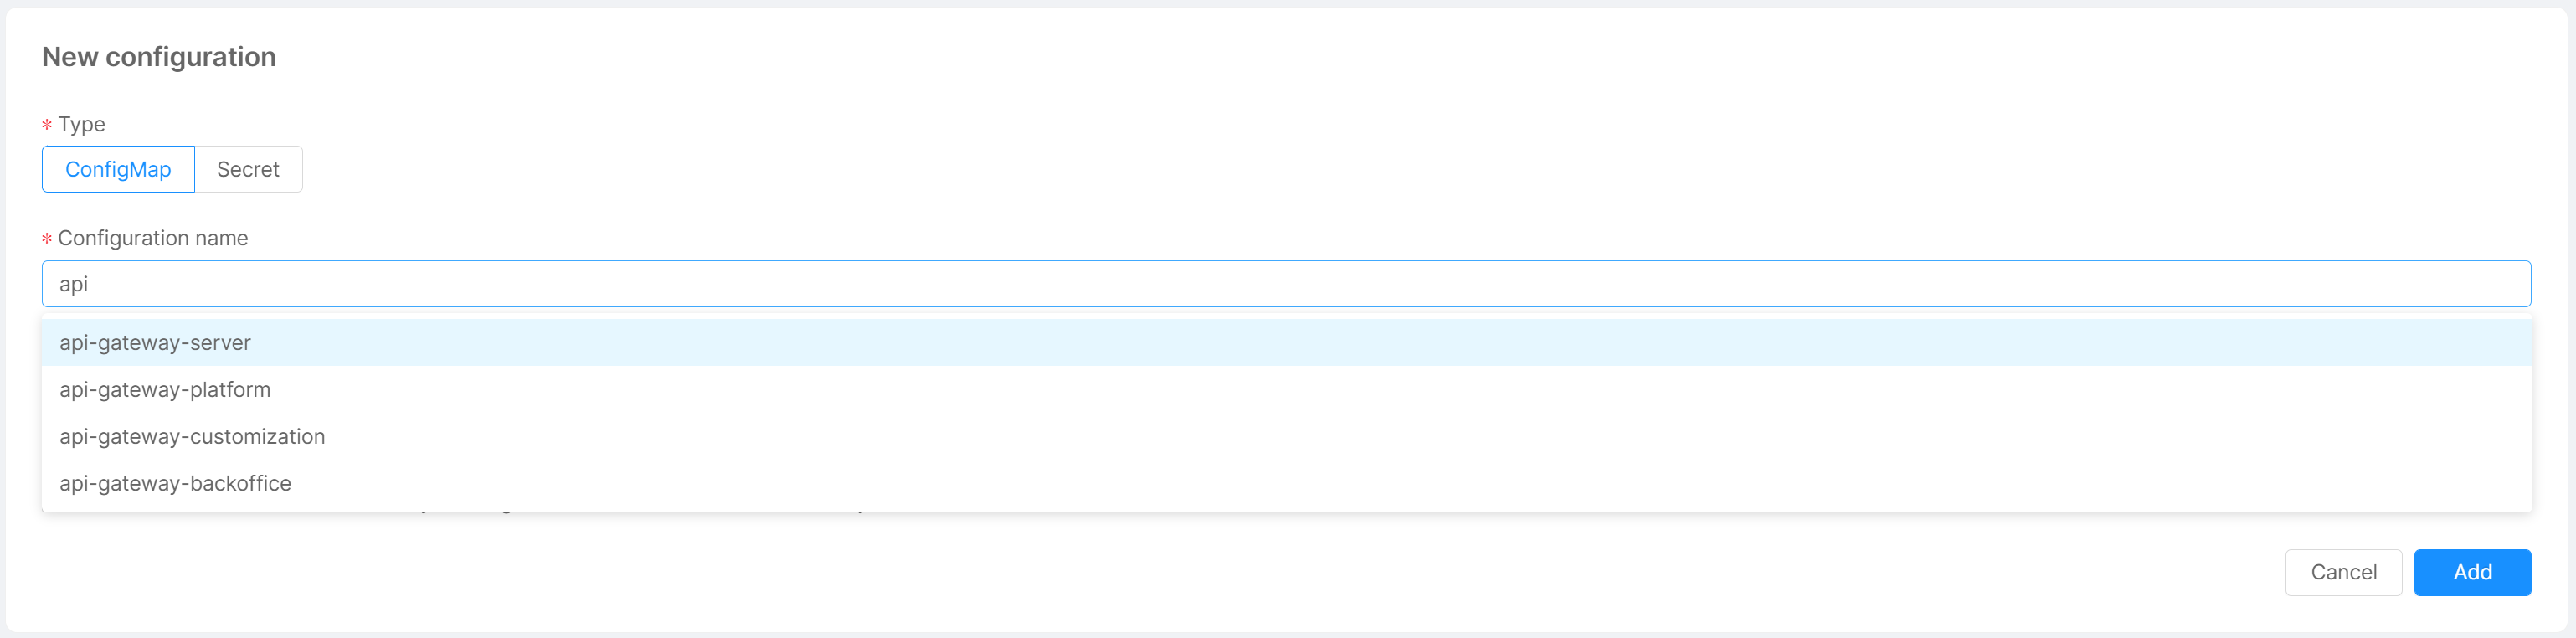 New configuration
* Type
ConfigMap Secret
* Configuration name
api
api-gateway-server
api-gateway-platform
api-gateway-customization
api-gateway-backoffice
Cancel Add